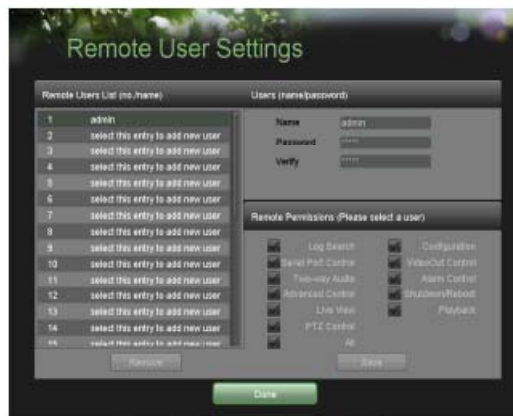 Remote User Settings
Remote Users List (no./name)
1 admin
2 select this entry to add new user
3 select this entry to add new user
4 select this entry to add new user
5 select this entry to add new user
6 select this entry to add new user
7 select this entry to add new user
8 select this entry to add new user
9 select this entry to add new user
10 select this entry to add new user
11 select this entry to add new user
12 select this entry to add new user
13 select this entry to add new user
14 select this entry to add new user
15 select this entry to add new user
Remove
Users (name/password)
Name admin
Password *****
Verify *****
Remote Permissions (Please select a user)
Log Search Configuration
Serial Port Control VideoOut Control
Two-way Audio Alarm Control
Advanced Control Shutdown/Reboot
Live View Playback
PTZ Control
All
Save
Done